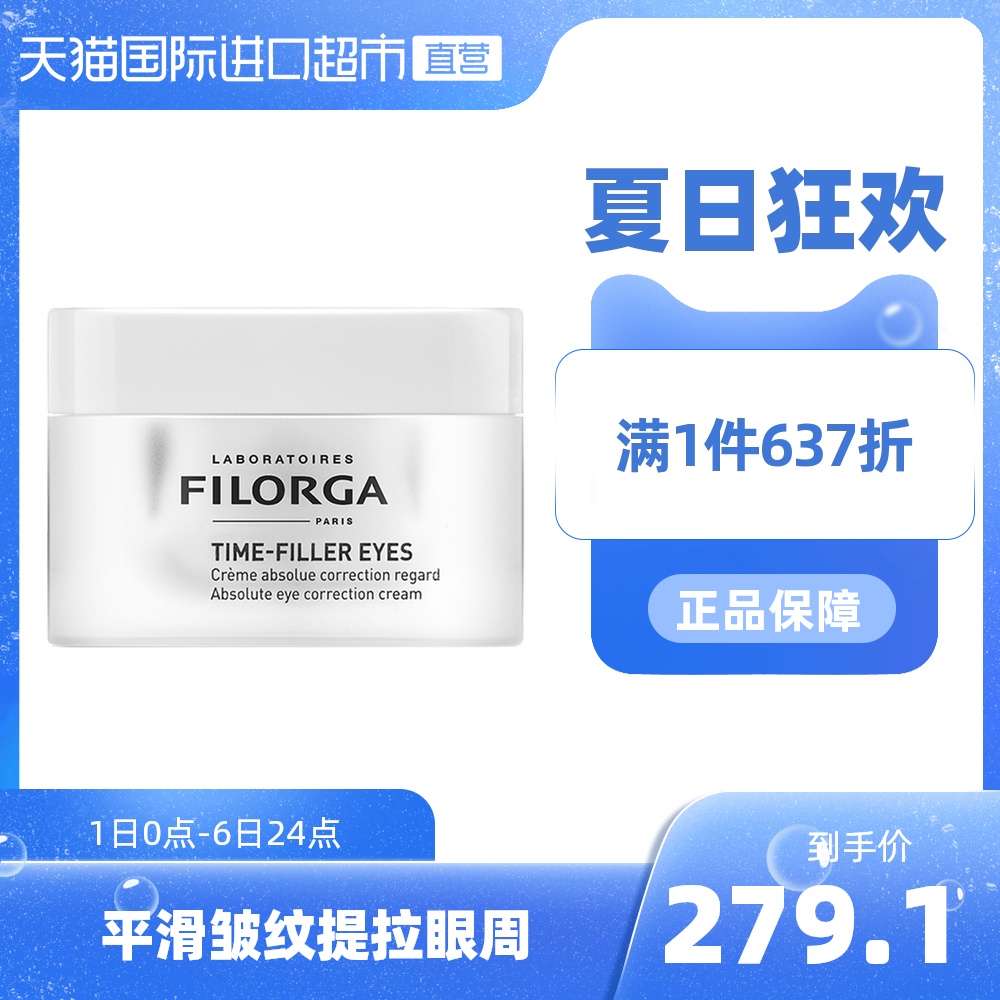 天猫国际进口超市 直营
夏日狂欢
满1件637折
正品保障
LABORATOIRES
FILORGA
PARIS
TIME-FILLER EYES
Crème absolue correction regard
Absolute eye correction cream
1日0点-6日24点
到手价
平滑皱纹提拉眼周
279.1